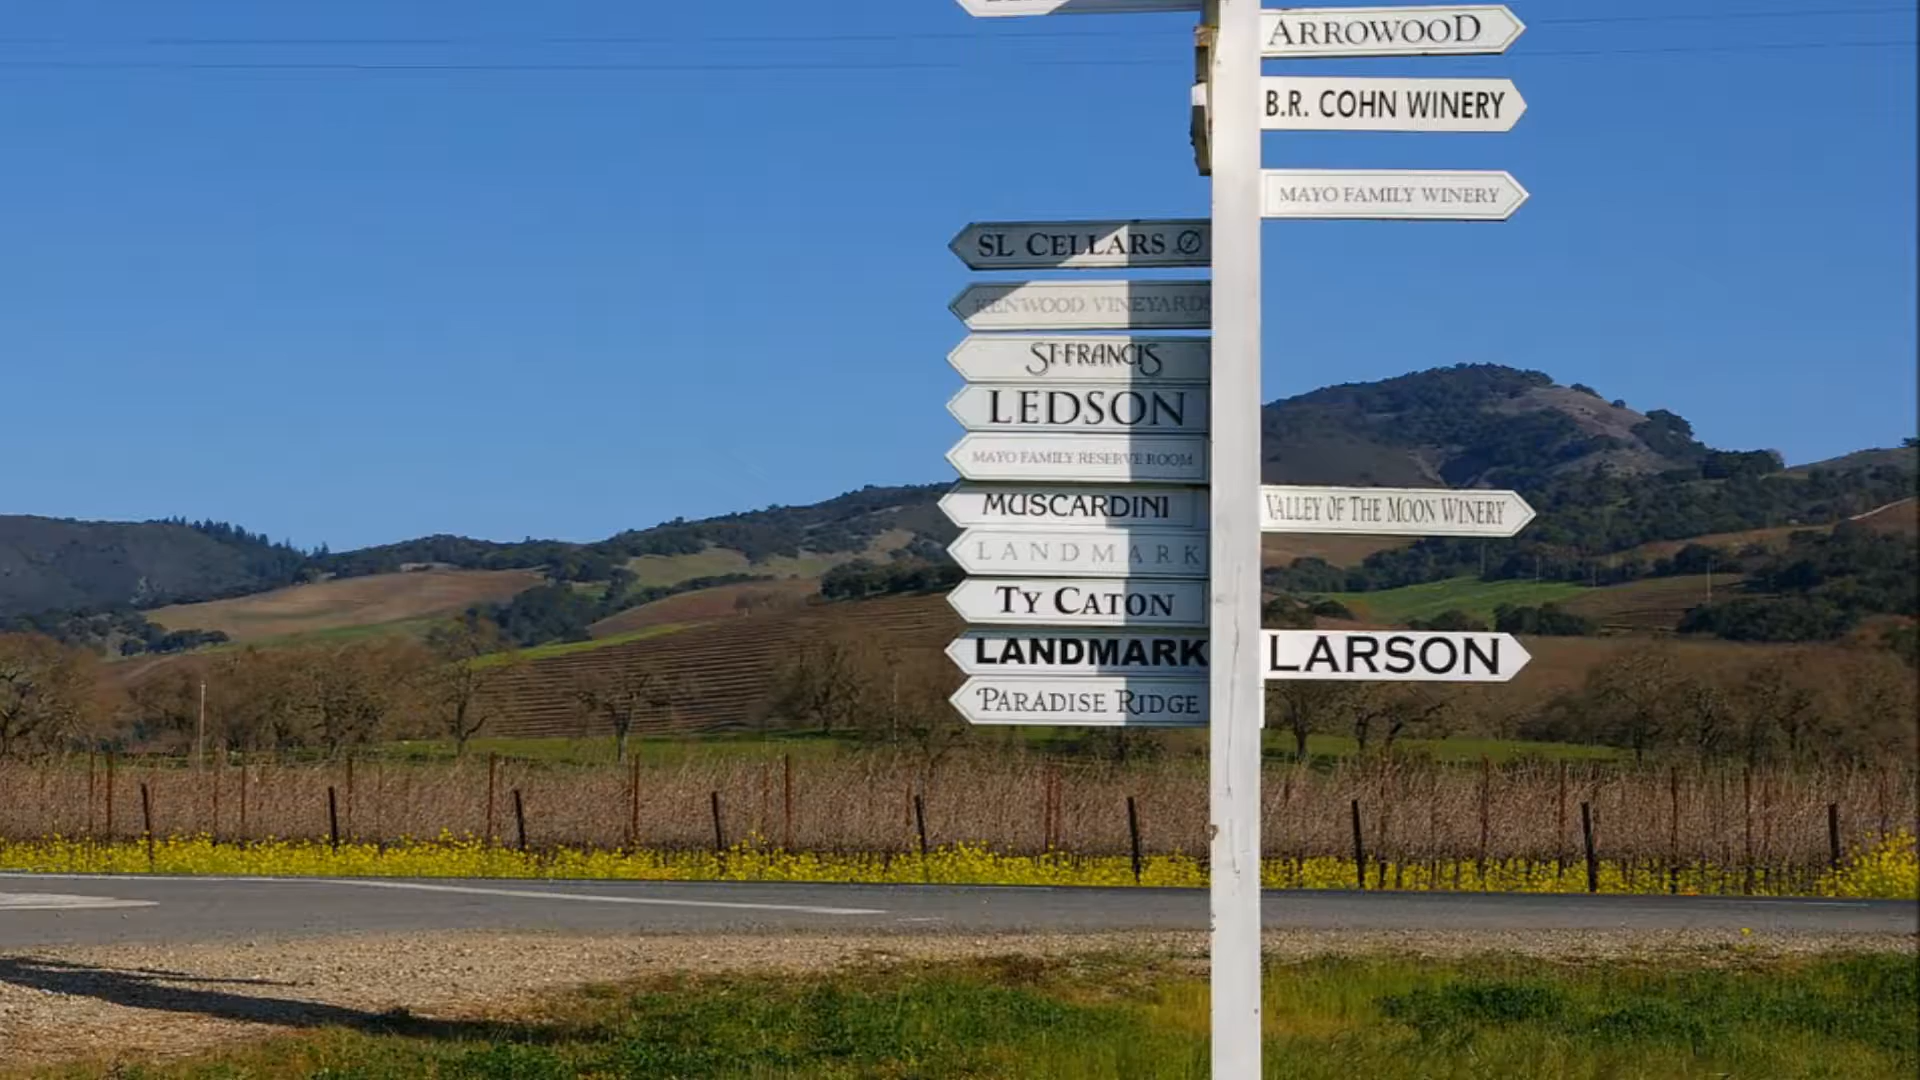 ARROWOOD
B.R. COHN WINERY
MAYO FAMILY WINERY
SL CELLARS
KENWOOD VINEYARDS
ST. FRANCIS
LEDSON
MAYO FAMILY RESERVE ROOM
MUSCARDINI
VALLEY OF THE MOON WINERY
LANDMARK
TY CATON
LANDMARK
LARSON
PARADISE RIDGE